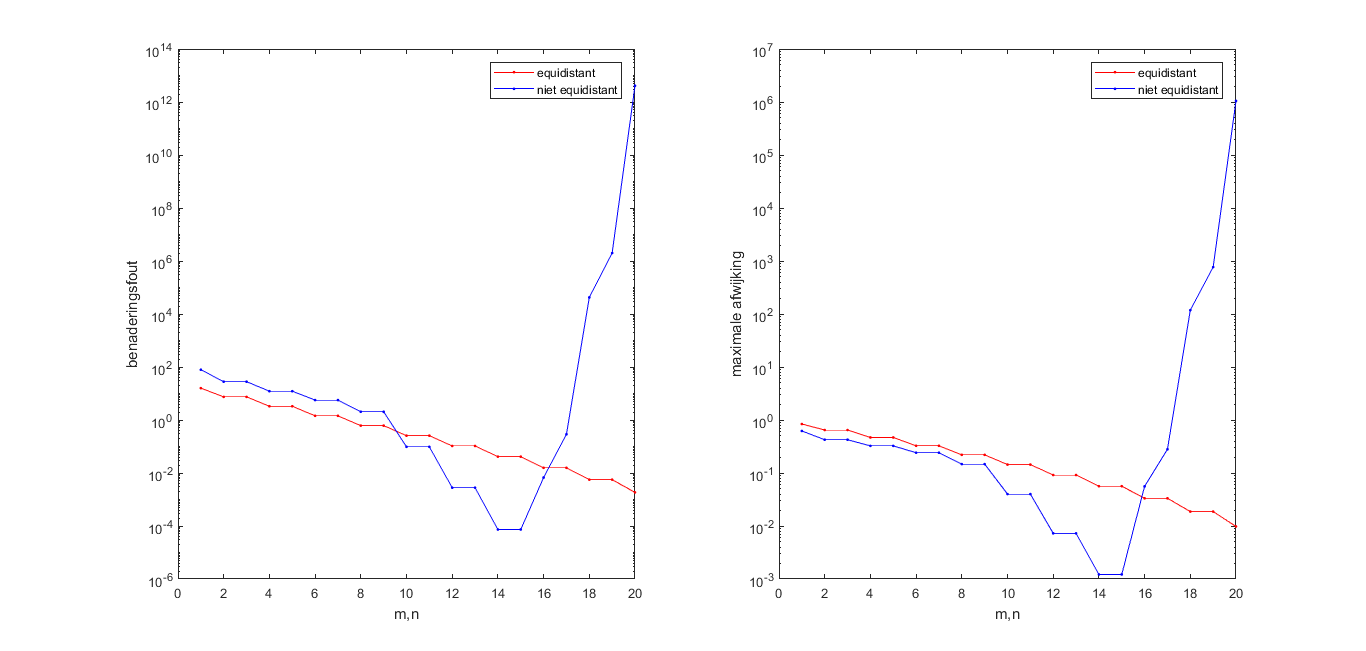 10^14
10^12
10^10
10^8
10^6
10^4
10^2
10^0
10^-2
10^-4
10^-6
benaderingsfout
0 2 4 6 8 10 12 14 16 18 20
m,n
equidistant
niet equidistant
10^7
10^6
10^5
10^4
10^3
10^2
10^1
10^0
10^-1
10^-2
10^-3
maximale afwijking
0 2 4 6 8 10 12 14 16 18 20
m,n
equidistant
niet equidistant